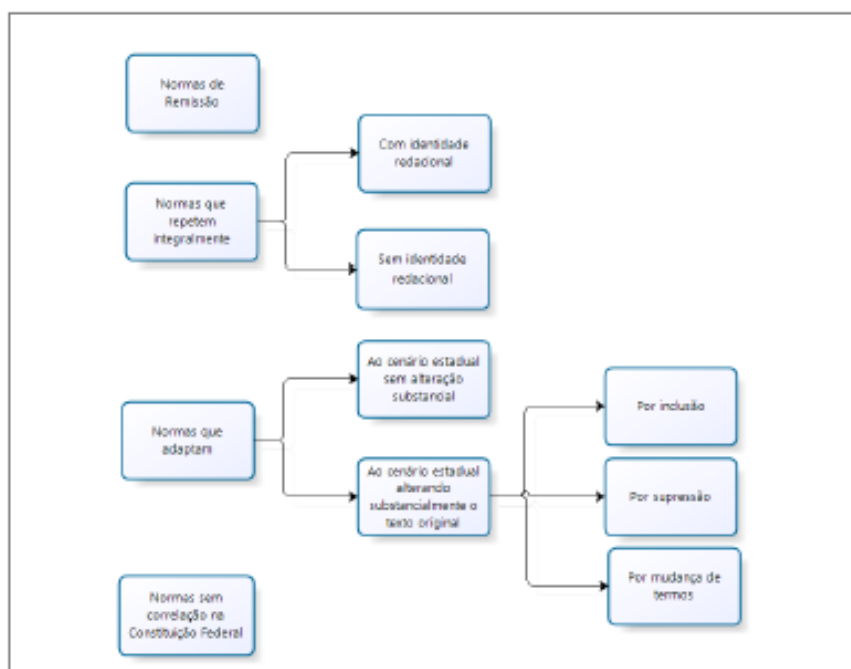 Normas de
Remissão
Com identidade
redacional
Normas que
repetem
integralmente
Sem identidade
redacional
Ao cenário estadual
sem alteração
substancial
Por inclusão
Normas que
adaptam
Ao cenário estadual
alterando
substancialmente o
texto original
Por supressão
Por mudança de
termos
Normas sem
correlação na
Constituição Federal